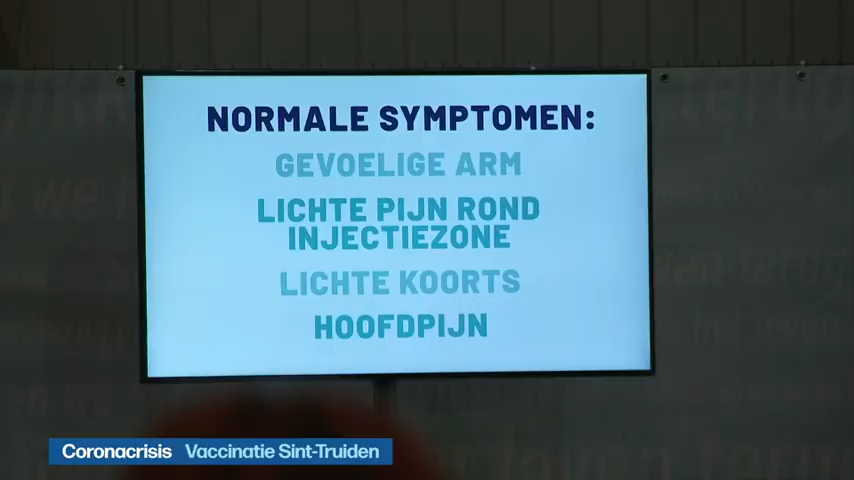 NORMALE SYMPTOMEN:
GEVOELIGE ARM
LICHTE PIJN ROND
INJECTIEZONE
LICHTE KOORTS
HOOFDPIJN
Coronacrisis Vaccinatie Sint-Truiden